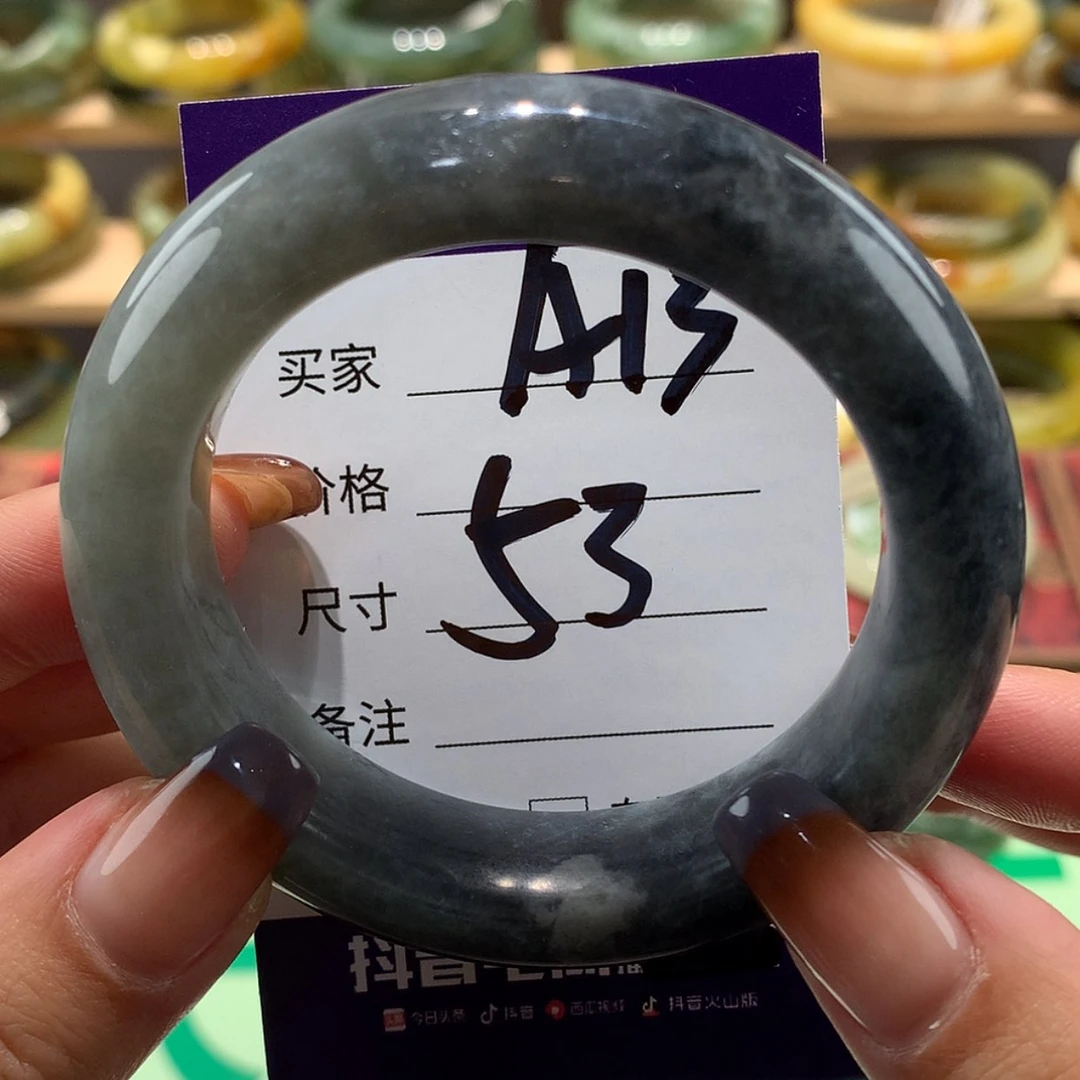 买家 A13
价格 53
尺寸
备注
抖音
今日头条 抖音 西瓜视频 抖音火山版